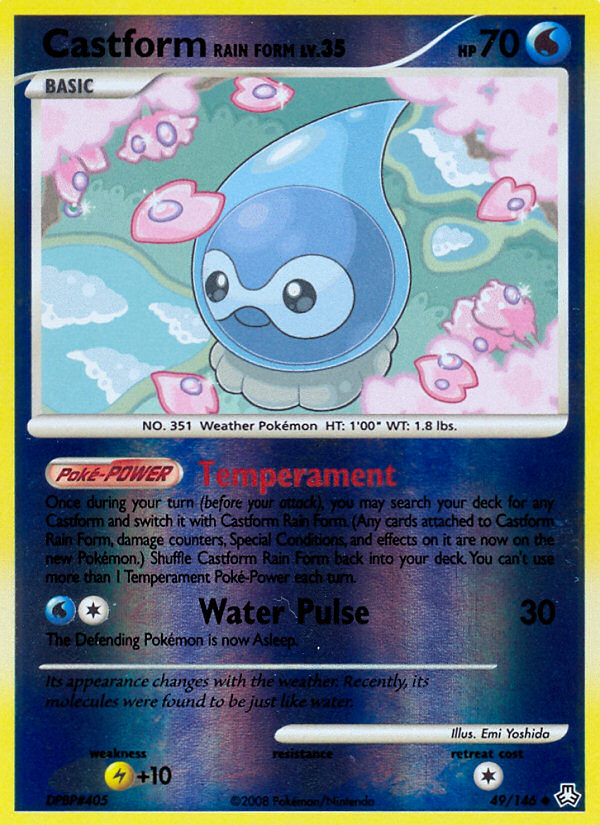 Castform RAIN FORM LV.35 HP 70
BASIC
NO. 351 Weather Pokémon HT: 1'00" WT: 1.8 lbs.
Poké-POWER Temperament
Once during your turn (before your attack), you may search your deck for any
Castform and switch it with Castform Rain Form. (Any cards attached to Castform
Rain Form, damage counters, Special Conditions, and effects on it are now on the
new Pokémon.) Shuffle Castform Rain Form back into your deck. You can't use
more than 1 Temperament Poké-Power each turn.
Water Pulse 30
The Defending Pokémon is now Asleep.
Its appearance changes with the weather. Recently, its
molecules were found to be just like water.
Illus. Emi Yoshida
weakness resistance retreat cost
+10
DPBP#405 ©2008 Pokémon/Nintendo 49/146